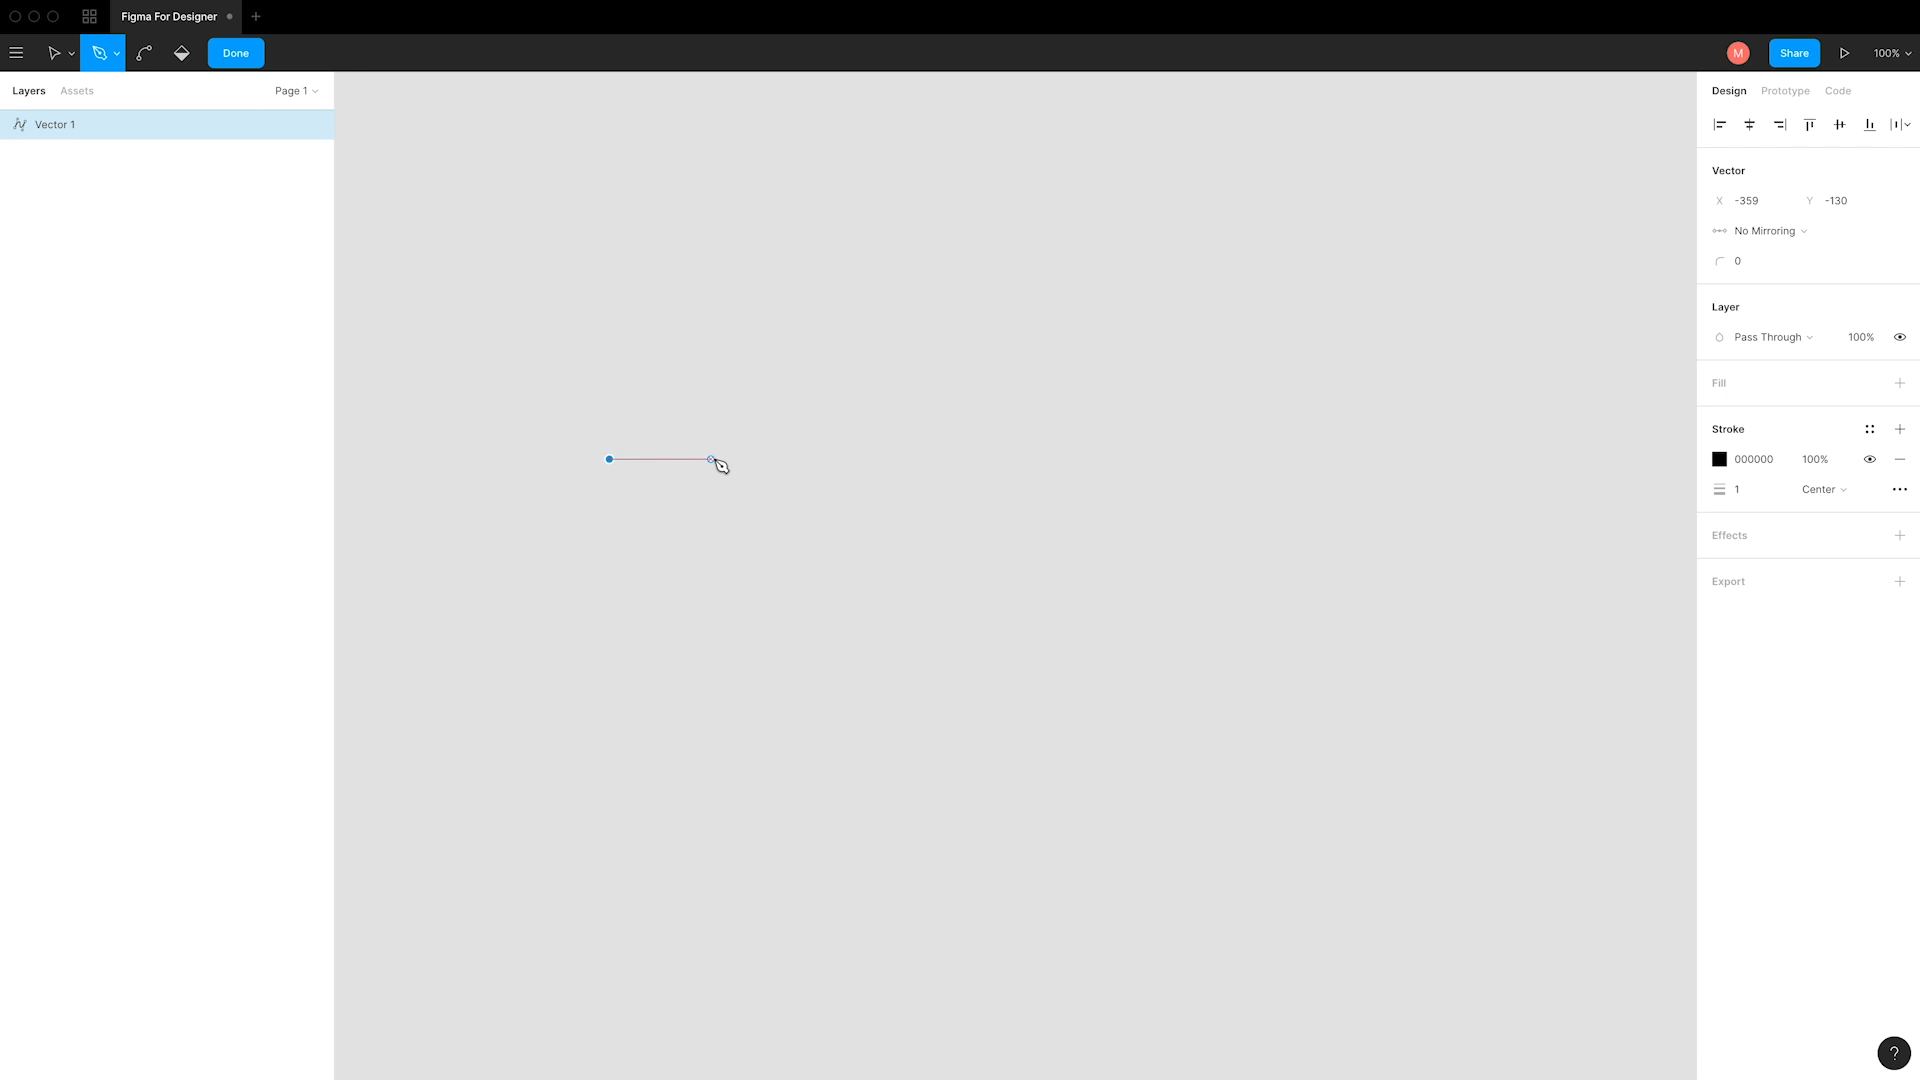 Figma For Designer
Done
M
Share
100%
Layers
Assets
Page 1
Vector 1
Design
Prototype
Code
Vector
X -359
Y -130
No Mirroring
0
Layer
Pass Through
100%
Fill
Stroke
000000
100%
1
Center
Effects
Export
?